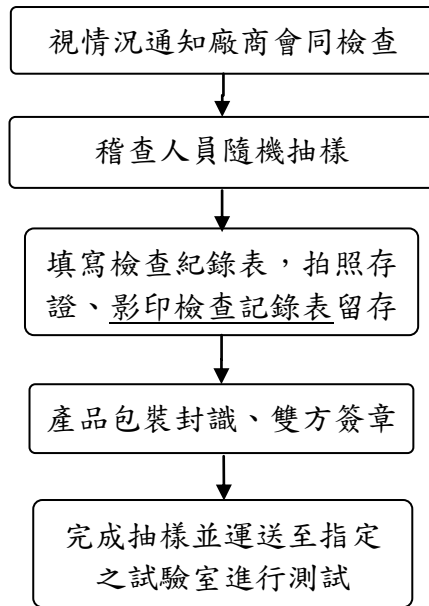 視情況通知廠商會同檢查
稽查人員隨機抽樣
填寫檢查紀錄表，拍照存
證、影印檢查記錄表留存
產品包裝封識、雙方簽章
完成抽樣並運送至指定
之試驗室進行測試